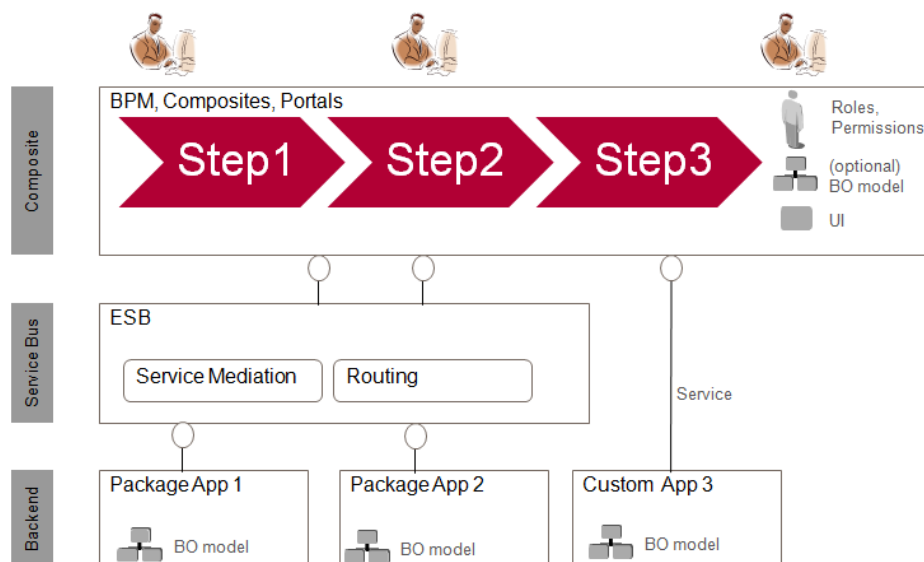 BPM, Composites, Portals
Step1
Step2
Step3
Roles,
Permissions
(optional)
BO model
UI
Composite
ESB
Service Mediation
Routing
Service Bus
Service
Package App 1
Package App 2
Custom App 3
BO model
BO model
BO model
Backend